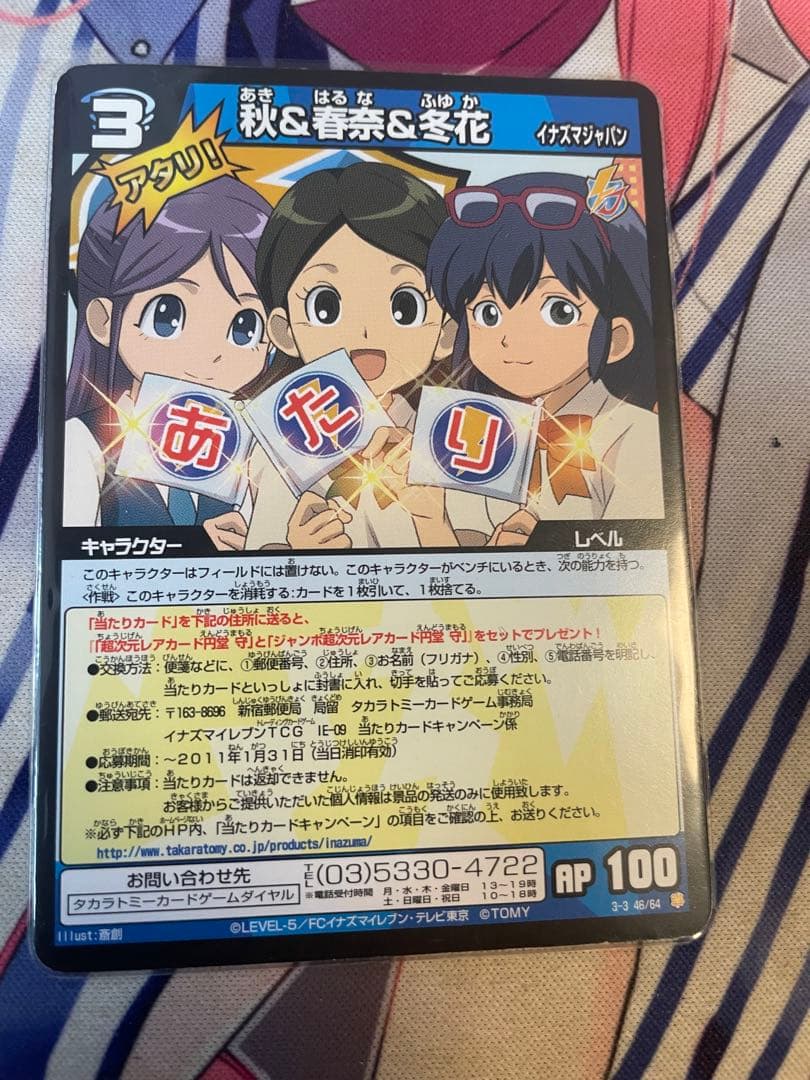 3
秋&春奈&冬花
あき はるな ふゆか
イナズマジャパン
アタリ!
あたり
キャラクター
レベル
このキャラクターはフィールドには置けない。このキャラクターがベンチにいるとき、次の能力を持つ。
<作戦> このキャラクターを消耗する:カードを1枚引いて、1枚捨てる。
「当たりカード」を下記の住所に送ると、
「『超次元レアカード円堂 守』と『ジャンボ超次元レアカード円堂 守』」をセットでプレゼント!
●交換方法:便箋などに、①郵便番号、②住所、③お名前(フリガナ)、④性別、⑤電話番号を明記し、
当たりカードといっしょに封書に入れ、切手を貼ってご応募ください。
●郵送宛先:〒163-8696 新宿郵便局 局留 タカラトミーカードゲーム事務局
イナズマイレブンTCG IE-09 当たりカードキャンペーン係
●応募期間:~2011年1月31日(当日消印有効)
●注意事項:当たりカードは返却できません。
お客様からご提供いただいた個人情報は景品の発送のみに使用致します。
※必ず下記のHP内、「当たりカードキャンペーン」の項目をご確認の上、お送りください。
http://www.takaratomy.co.jp/products/inazuma/
お問い合わせ先
タカラトミーカードゲームダイヤル
TEL(03)5330-4722
※電話受付時間 月・水・木・金曜日 13~19時
土・日曜日・祝日 10~18時
AP 100
3-3 46/64
Illust:斎創
©LEVEL-5/FCイナズマイレブン・テレビ東京 ©TOMY